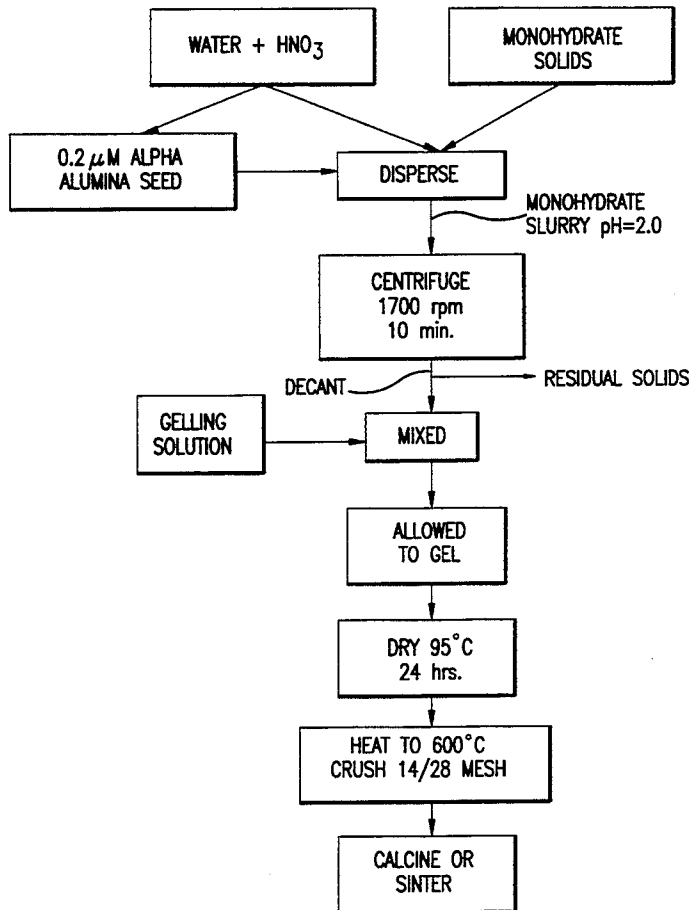 WATER + HNO3
MONOHYDRATE
SOLIDS
0.2 μM ALPHA
ALUMINA SEED
DISPERSE
MONOHYDRATE
SLURRY pH=2.0
CENTRIFUGE
1700 rpm
10 min.
DECANT
RESIDUAL SOLIDS
GELLING
SOLUTION
MIXED
ALLOWED
TO GEL
DRY 95°C
24 hrs.
HEAT TO 600°C
CRUSH 14/28 MESH
CALCINE OR
SINTER